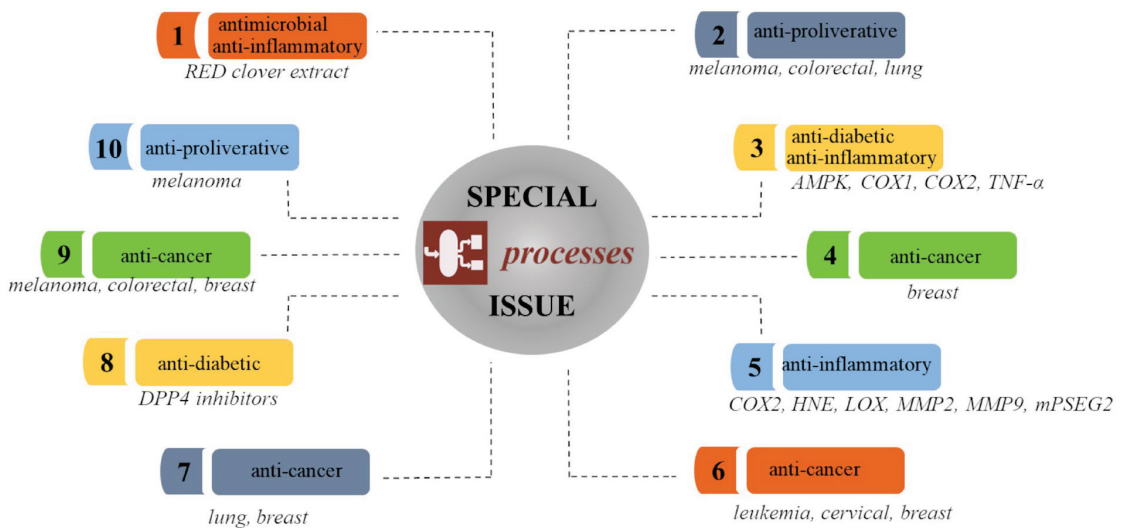 1
antimicrobial
anti-inflammatory
RED clover extract
2
anti-proliverative
melanoma, colorectal, lung
10
anti-proliverative
melanoma
3
anti-diabetic
anti-inflammatory
AMPK, COX1, COX2, TNF-α
SPECIAL
processes
ISSUE
9
anti-cancer
melanoma, colorectal, breast
4
anti-cancer
breast
8
anti-diabetic
DPP4 inhibitors
5
anti-inflammatory
COX2, HNE, LOX, MMP2, MMP9, mPSEG2
7
anti-cancer
lung, breast
6
anti-cancer
leukemia, cervical, breast